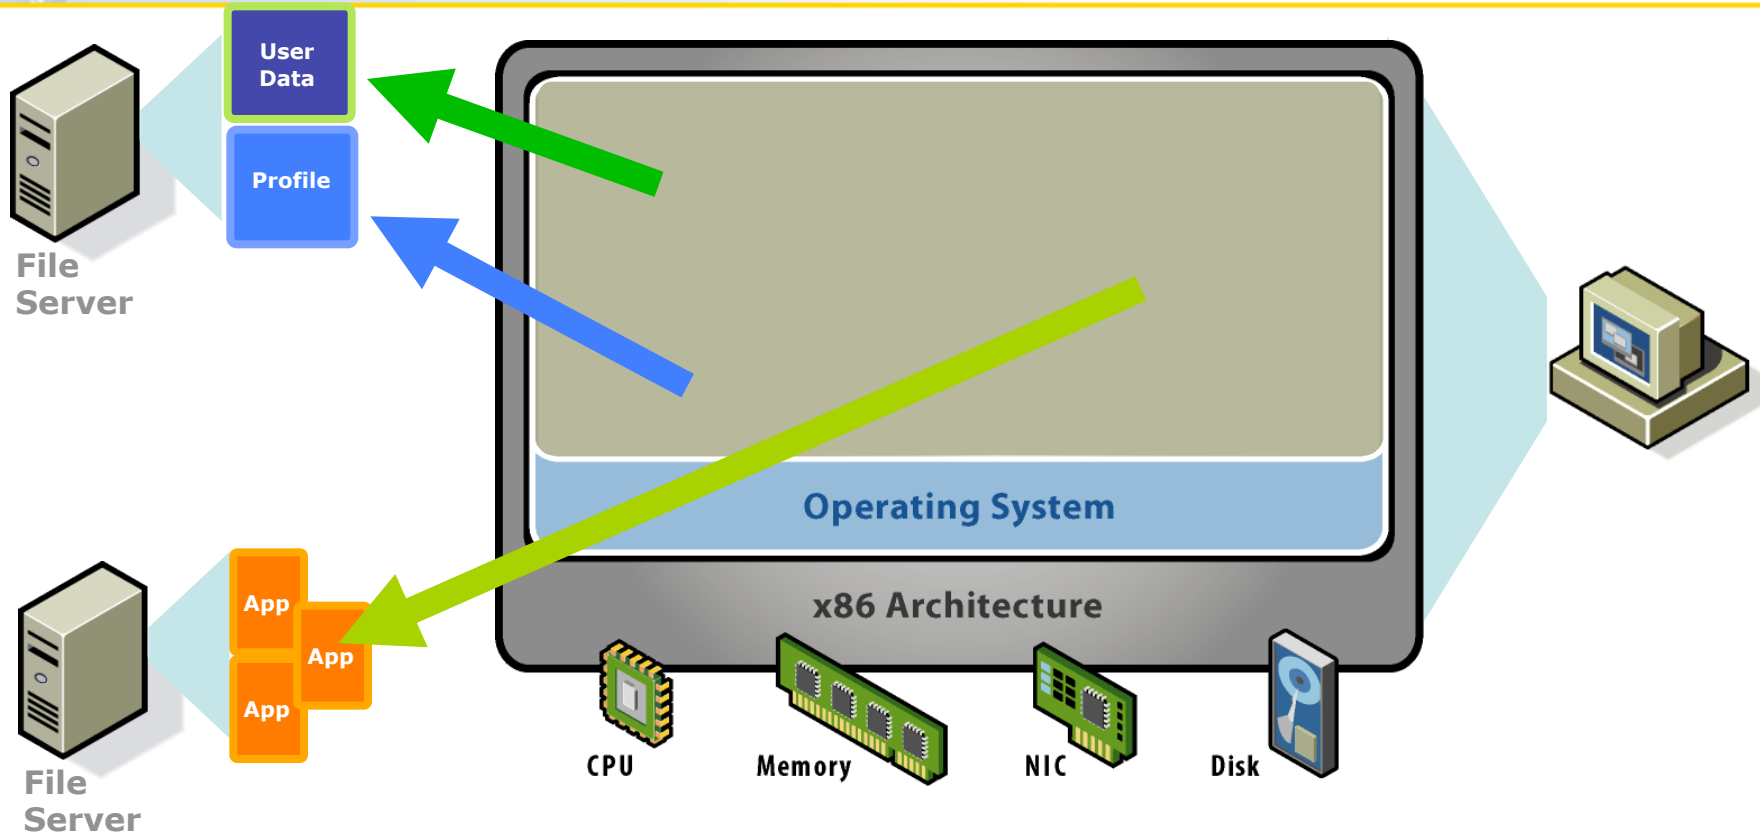 User
Data
Profile
File
Server
Operating System
x86 Architecture
App
App
App
CPU
Memory
NIC
Disk
File
Server